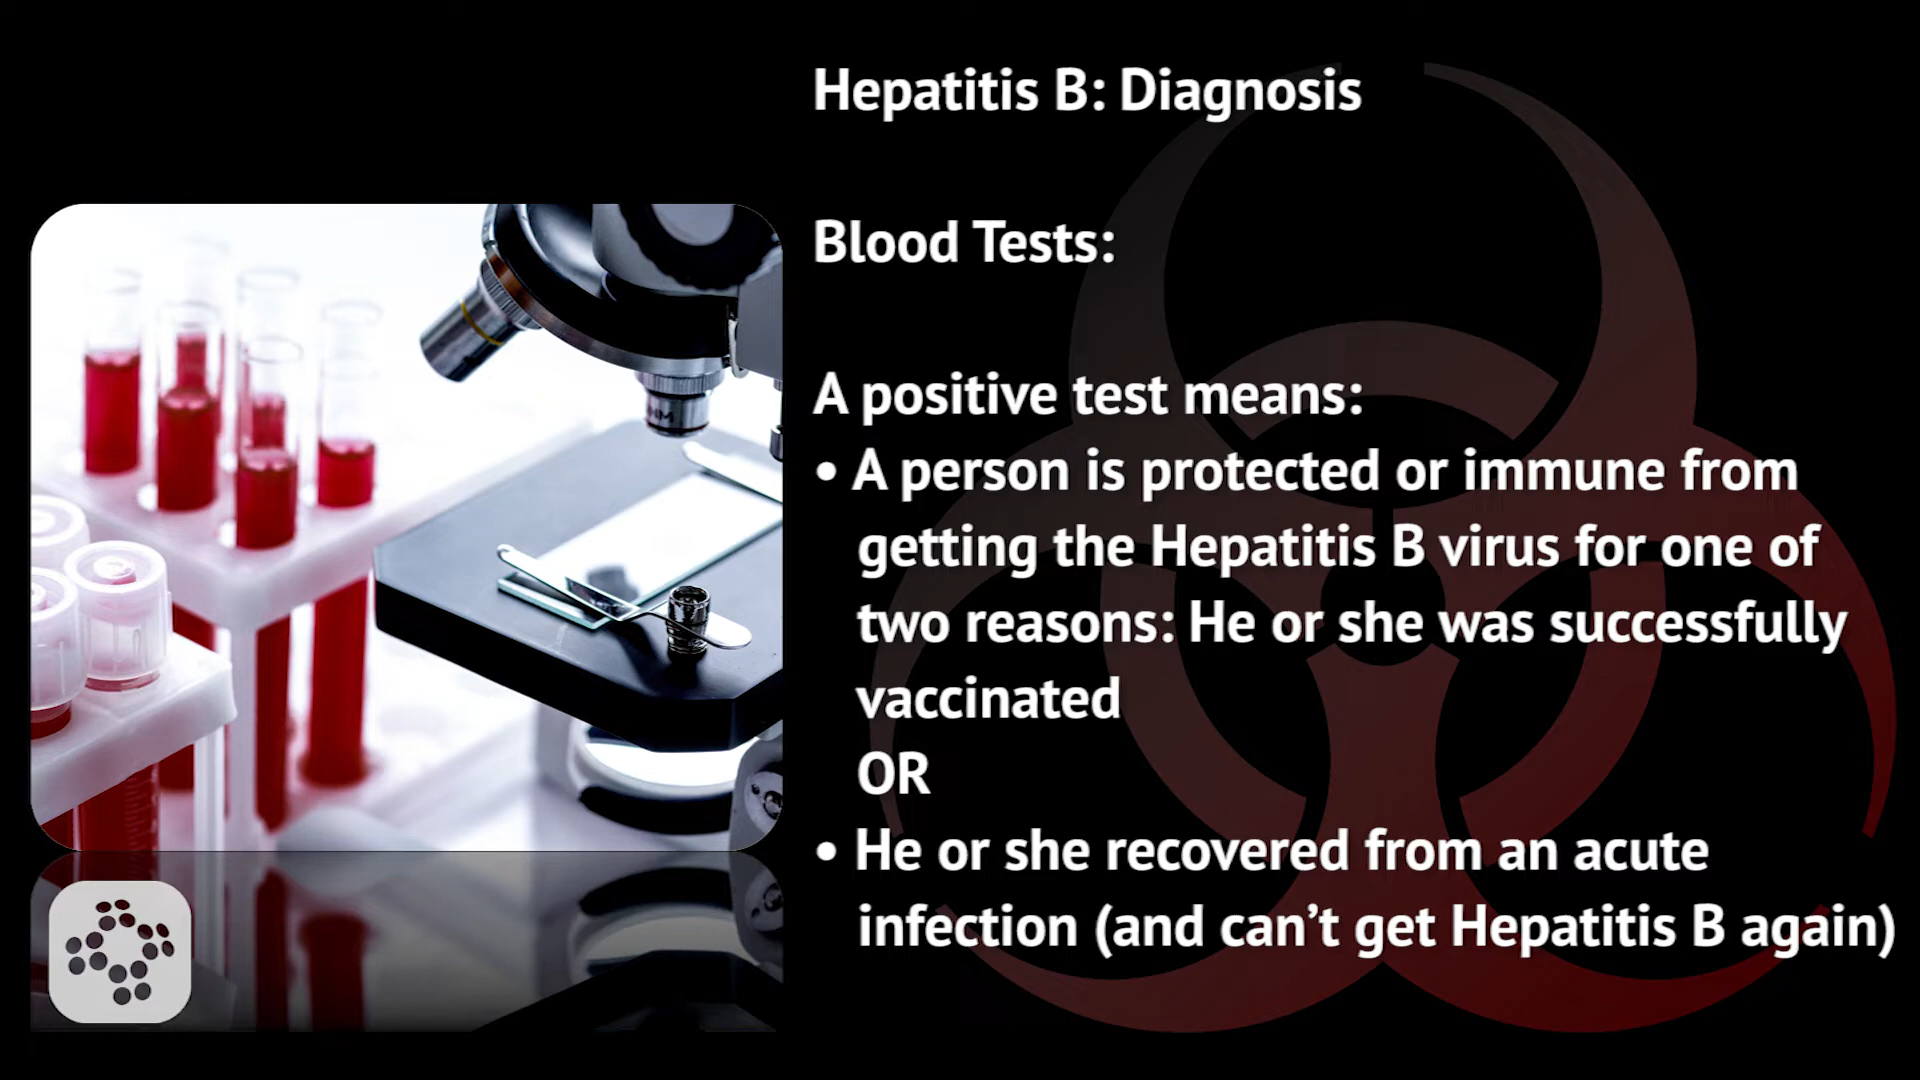 Hepatitis B: Diagnosis
Blood Tests:
A positive test means:
• A person is protected or immune from
getting the Hepatitis B virus for one of
two reasons: He or she was successfully
vaccinated
OR
• He or she recovered from an acute
infection (and can’t get Hepatitis B again)